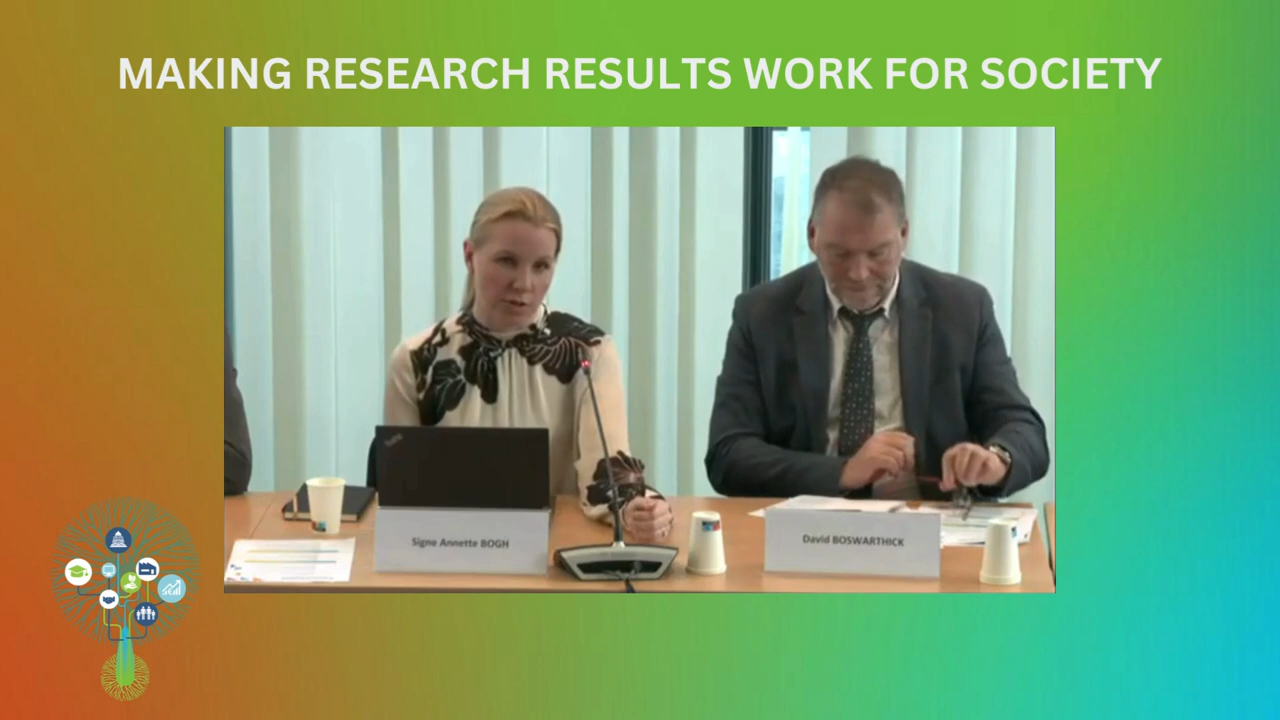 MAKING RESEARCH RESULTS WORK FOR SOCIETY
Signe Annette BOGH
David BOSWARTHICK